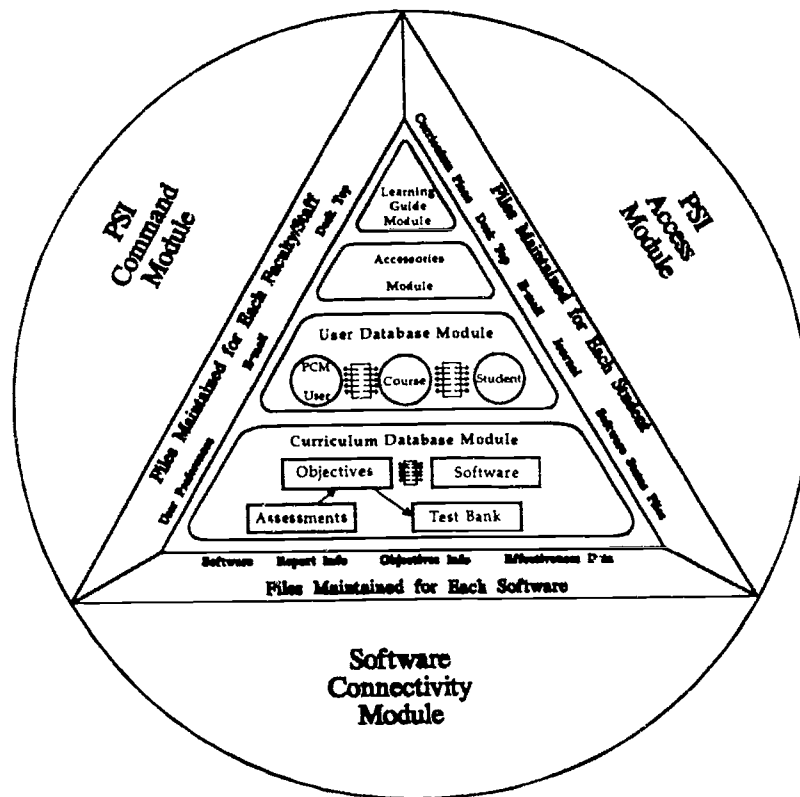 PSI
Command
Module
PSI
Access
Module
Files Maintained for Each Faculty/Staff
User Preferences E-mail Desk Top
Files Maintained for Each Student
Curriculum Plans Desk Top E-mail Journal Software Status Files
Learning
Guide
Module
Accessories
Module
User Database Module
PCM
User
Course
Student
Curriculum Database Module
Objectives
Software
Assessments
Test Bank
Software Report Info Objectives Info Effectiveness
Files Maintained for Each Software
Software
Connectivity
Module